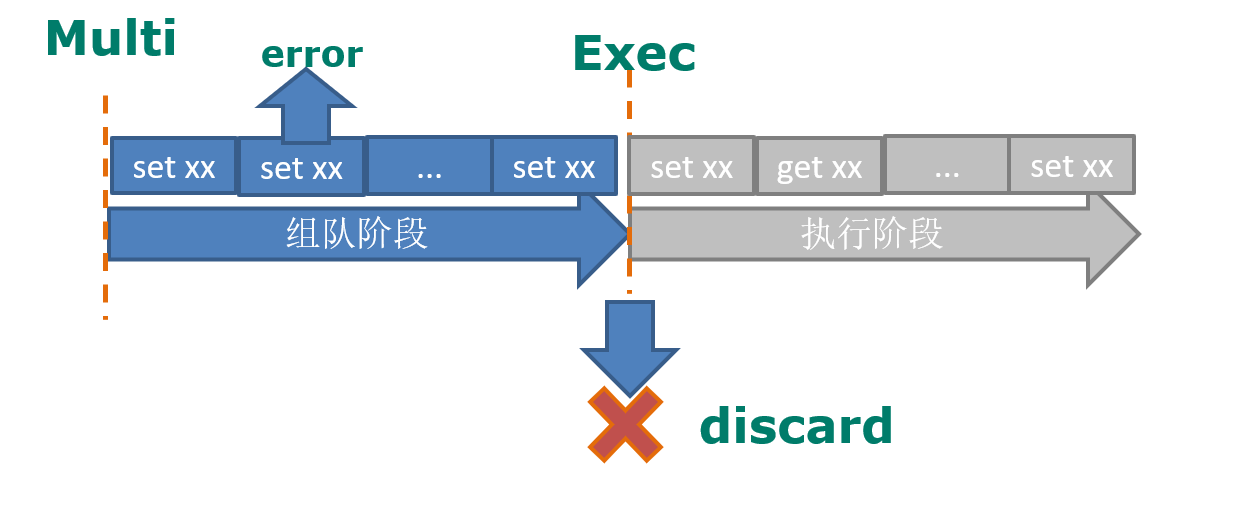 Multi
error
Exec
set xx
set xx
...
set xx
set xx
get xx
...
set xx
组队阶段
执行阶段
discard